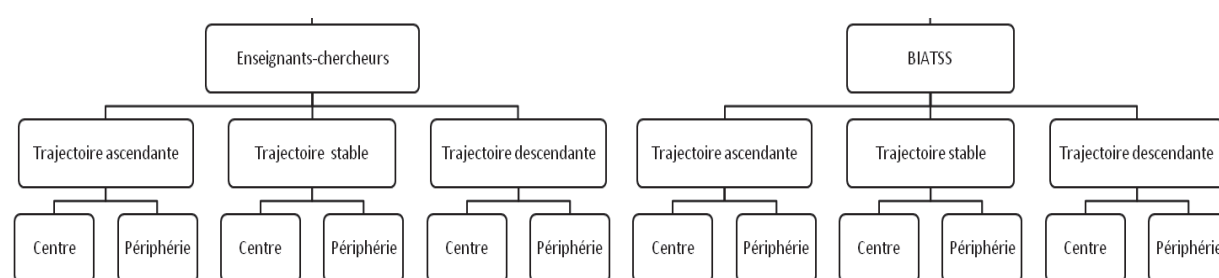 Enseignants-chercheurs
BIATSS
Trajectoire ascendante
Trajectoire stable
Trajectoire descendante
Trajectoire ascendante
Trajectoire stable
Trajectoire descendante
Centre
Périphérie
Centre
Périphérie
Centre
Périphérie
Centre
Périphérie
Centre
Périphérie
Centre
Périphérie